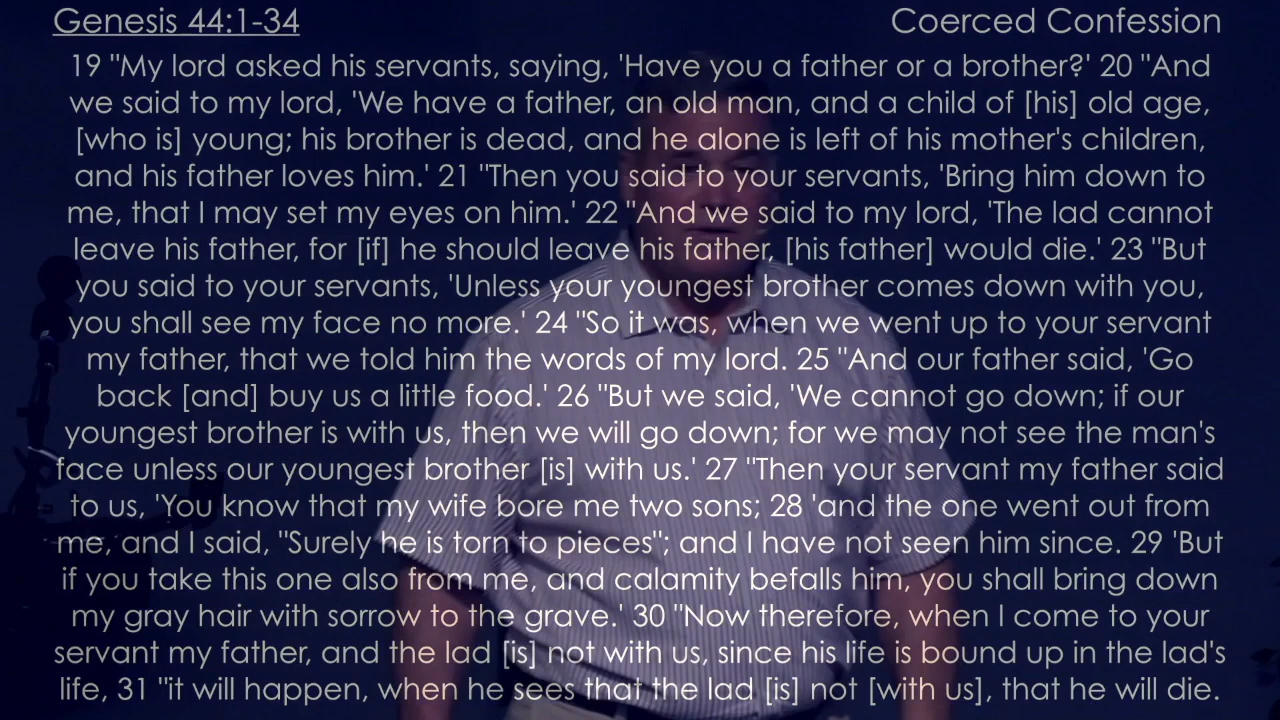 Genesis 44:1-34
Coerced Confession
19 "My lord asked his servants, saying, 'Have you a father or a brother?' 20 "And
we said to my lord, 'We have a father, an old man, and a child of [his] old age,
[who is] young; his brother is dead, and he alone is left of his mother's children,
and his father loves him.' 21 "Then you said to your servants, 'Bring him down to
me, that I may set my eyes on him.' 22 "And we said to my lord, 'The lad cannot
leave his father, for [if] he should leave his father, [his father] would die.' 23 "But
you said to your servants, 'Unless your youngest brother comes down with you,
you shall see my face no more.' 24 "So it was, when we went up to your servant
my father, that we told him the words of my lord. 25 "And our father said, 'Go
back [and] buy us a little food.' 26 "But we said, 'We cannot go down; if our
youngest brother is with us, then we will go down; for we may not see the man's
face unless our youngest brother [is] with us.' 27 "Then your servant my father said
to us, 'You know that my wife bore me two sons; 28 'and the one went out from
me, and I said, "Surely he is torn to pieces"; and I have not seen him since. 29 'But
if you take this one also from me, and calamity befalls him, you shall bring down
my gray hair with sorrow to the grave.' 30 "Now therefore, when I come to your
servant my father, and the lad [is] not with us, since his life is bound up in the lad's
life, 31 "it will happen, when he sees that the lad [is] not [with us], that he will die.